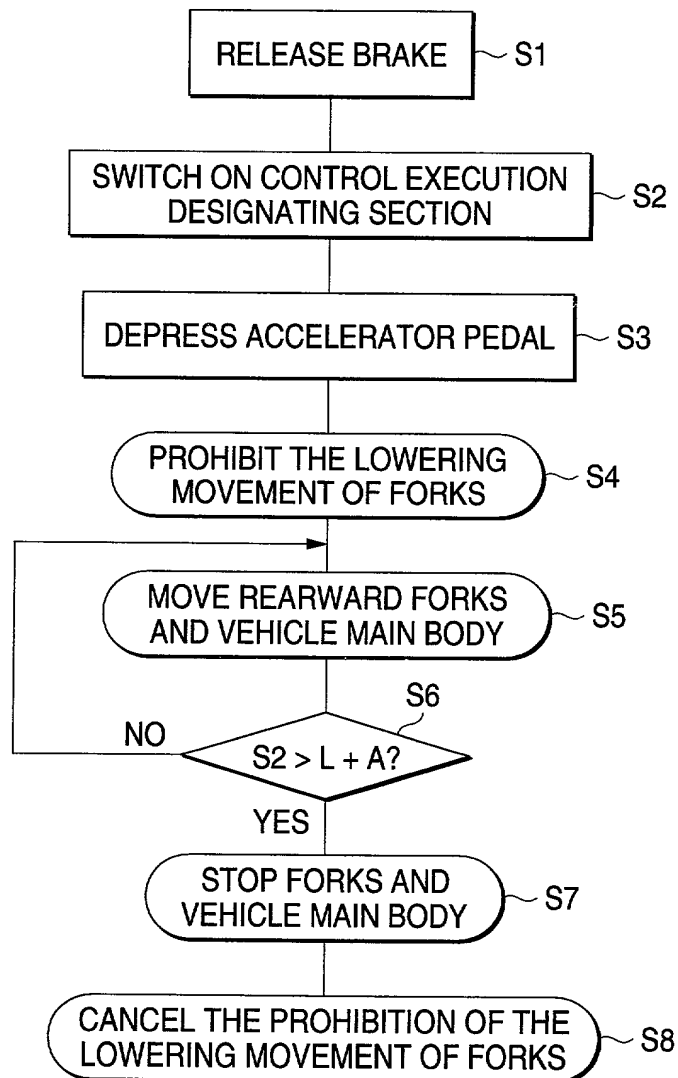 RELEASE BRAKE
S1
SWITCH ON CONTROL EXECUTION
DESIGNATING SECTION
S2
DEPRESS ACCELERATOR PEDAL
S3
PROHIBIT THE LOWERING
MOVEMENT OF FORKS
S4
MOVE REARWARD FORKS
AND VEHICLE MAIN BODY
S5
S6
NO
S2 > L + A?
YES
STOP FORKS AND
VEHICLE MAIN BODY
S7
CANCEL THE PROHIBITION OF THE
LOWERING MOVEMENT OF FORKS
S8